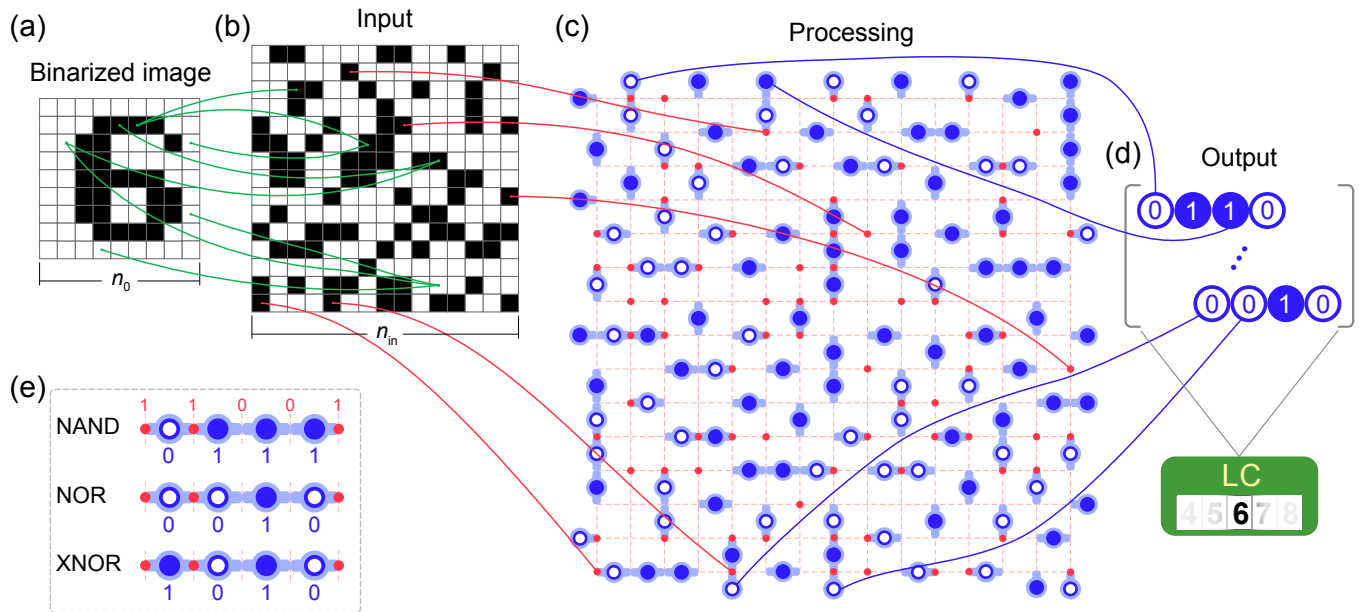 (a)
Binarized image
n0
(b)
Input
nin
(c)
Processing
(d)
Output
0 1 1 0
0 0 1 0
LC
4 5 6 7 8
(e)
1 1 0 0 1
NAND
0 1 1 1
NOR
0 0 1 0
XNOR
1 0 1 0